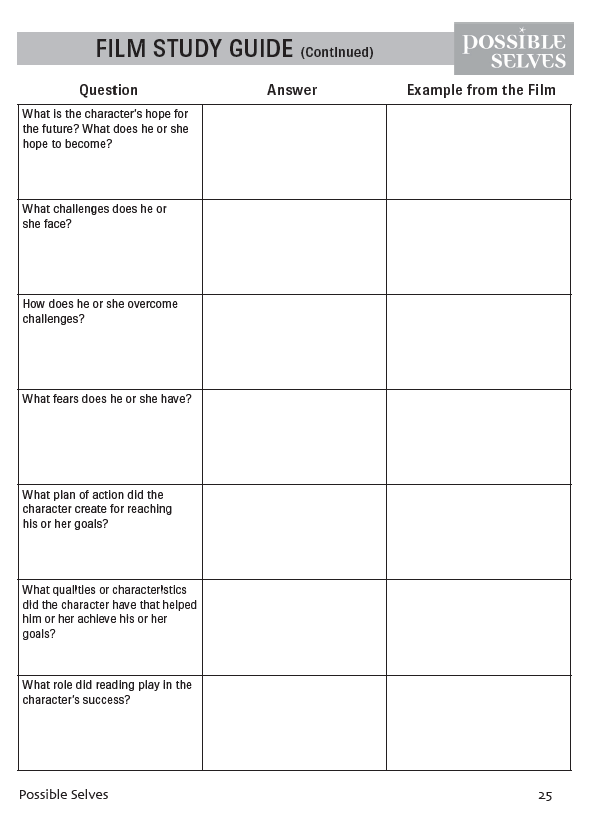 FILM STUDY GUIDE (Continued)
POSSIBLE
SELVES
Question Answer Example from the Film
What is the character's hope for
the future? What does he or she
hope to become?
What challenges does he or
she face?
How does he or she overcome
challenges?
What fears does he or she have?
What plan of action did the
character create for reaching
his or her goals?
What qualities or characteristics
did the character have that helped
him or her achieve his or her
goals?
What role did reading play in the
character's success?
Possible Selves 25